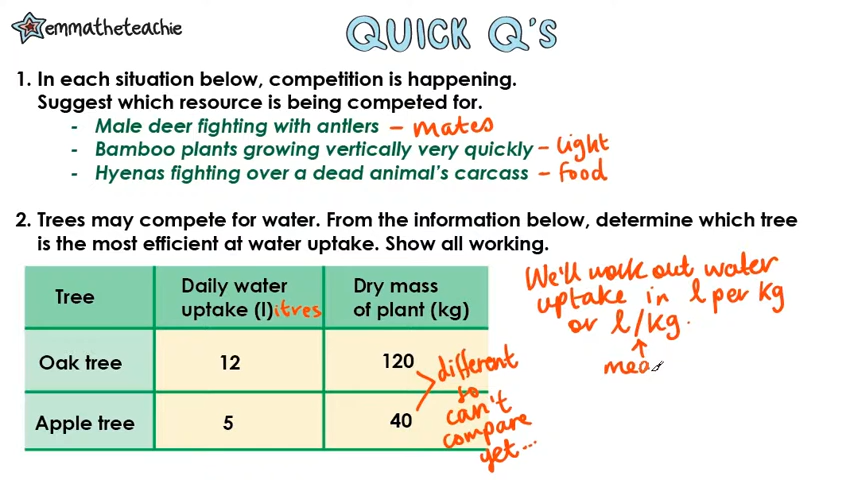 emmatheteachie
QUICK Q'S
1. In each situation below, competition is happening.
Suggest which resource is being competed for.
- Male deer fighting with antlers – mates
- Bamboo plants growing vertically very quickly – light
- Hyenas fighting over a dead animal's carcass – food
2. Trees may compete for water. From the information below, determine which tree
is the most efficient at water uptake. Show all working.
Tree
Daily water
uptake (l)itres
Dry mass
of plant (kg)
Oak tree 12 120
Apple tree 5 40
different
so
can't
compare
yet...
We'll work out water
uptake in l per kg
or l/kg.
mea